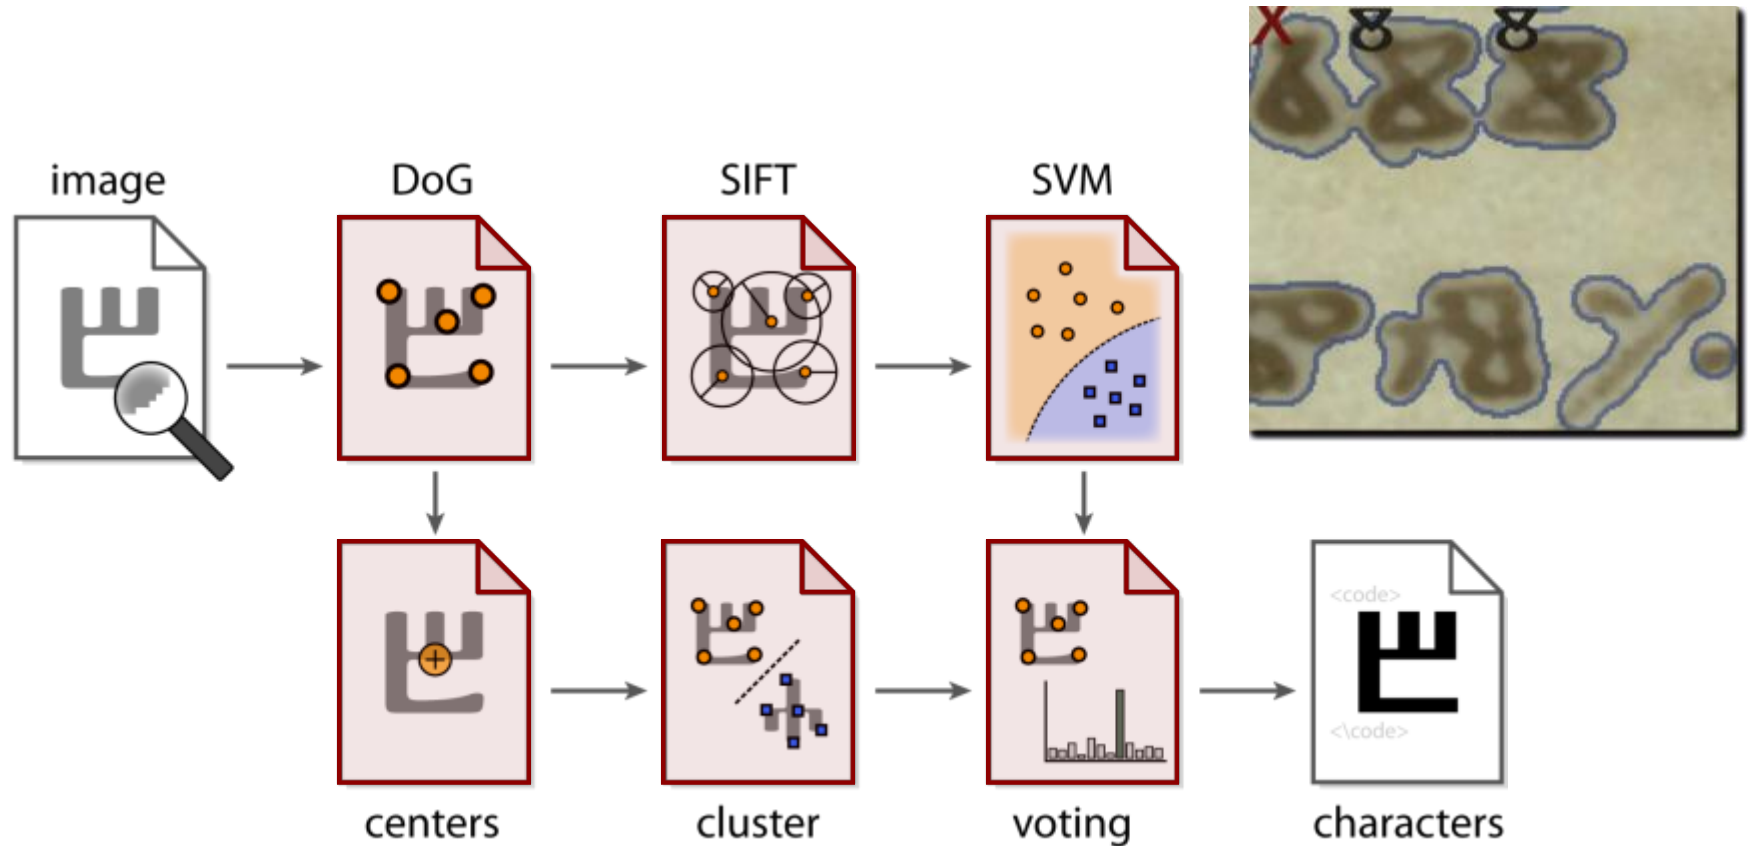 image
DoG
SIFT
SVM
<code>
<\code>
centers
cluster
voting
characters